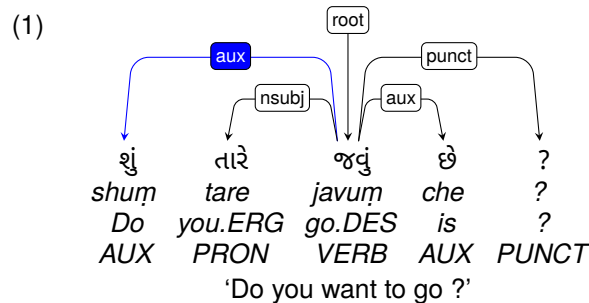 (1)
root
aux punct
nsubj aux
શું તારે જવું છે ?
shuṃ tare javuṃ che ?
Do you.ERG go.DES is ?
AUX PRON VERB AUX PUNCT
‘Do you want to go ?’